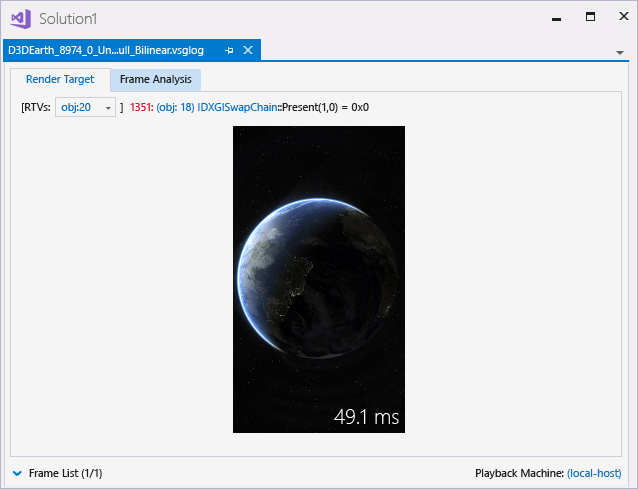 Solution1
D3DEarth_8974_0_Un...ull_Bilinear.vsglog
Render Target Frame Analysis
[RTVs: obj:20 ] 1351: (obj: 18) IDXGISwapChain::Present(1,0) = 0x0
49.1 ms
Frame List (1/1) Playback Machine: (local-host)